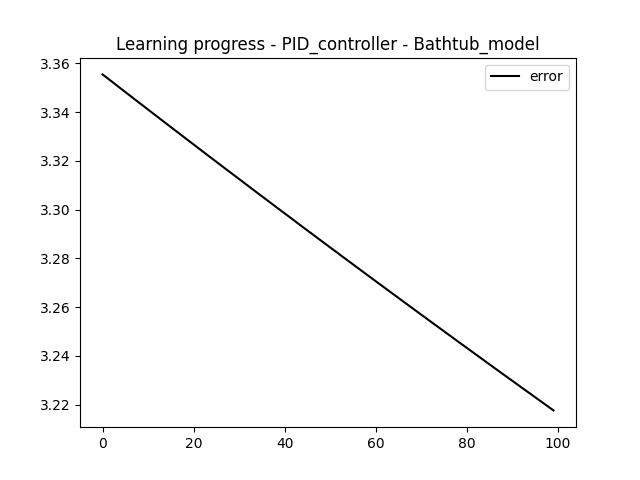 Learning progress - PID_controller - Bathtub_model
error
3.36
3.34
3.32
3.30
3.28
3.26
3.24
3.22
0 20 40 60 80 100